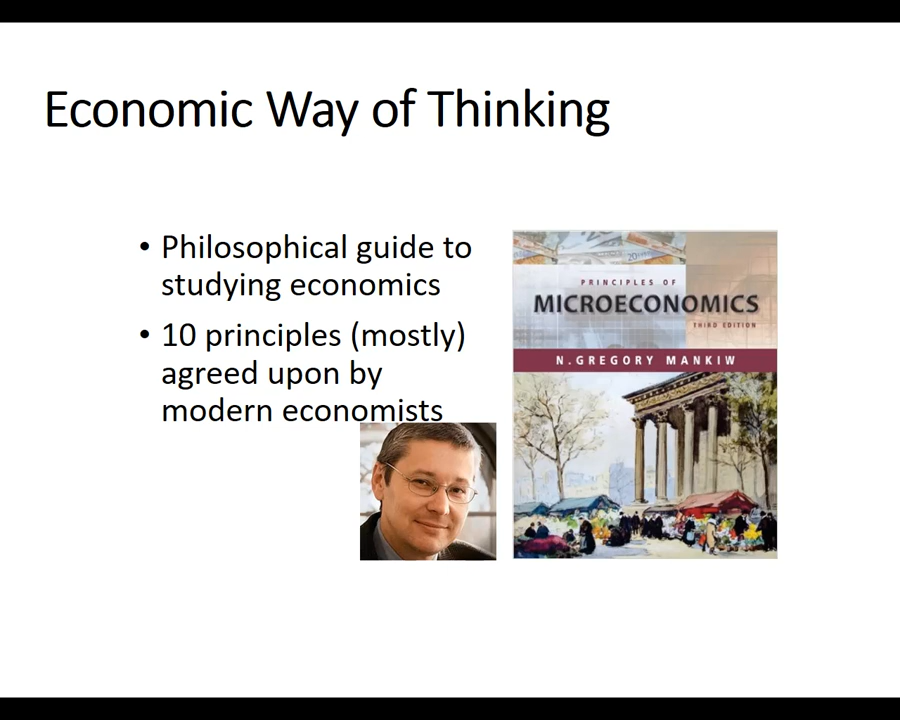 Economic Way of Thinking
• Philosophical guide to
studying economics
• 10 principles (mostly)
agreed upon by
modern economists
PRINCIPLES OF
MICROECONOMICS
THIRD EDITION
N. GREGORY MANKIW